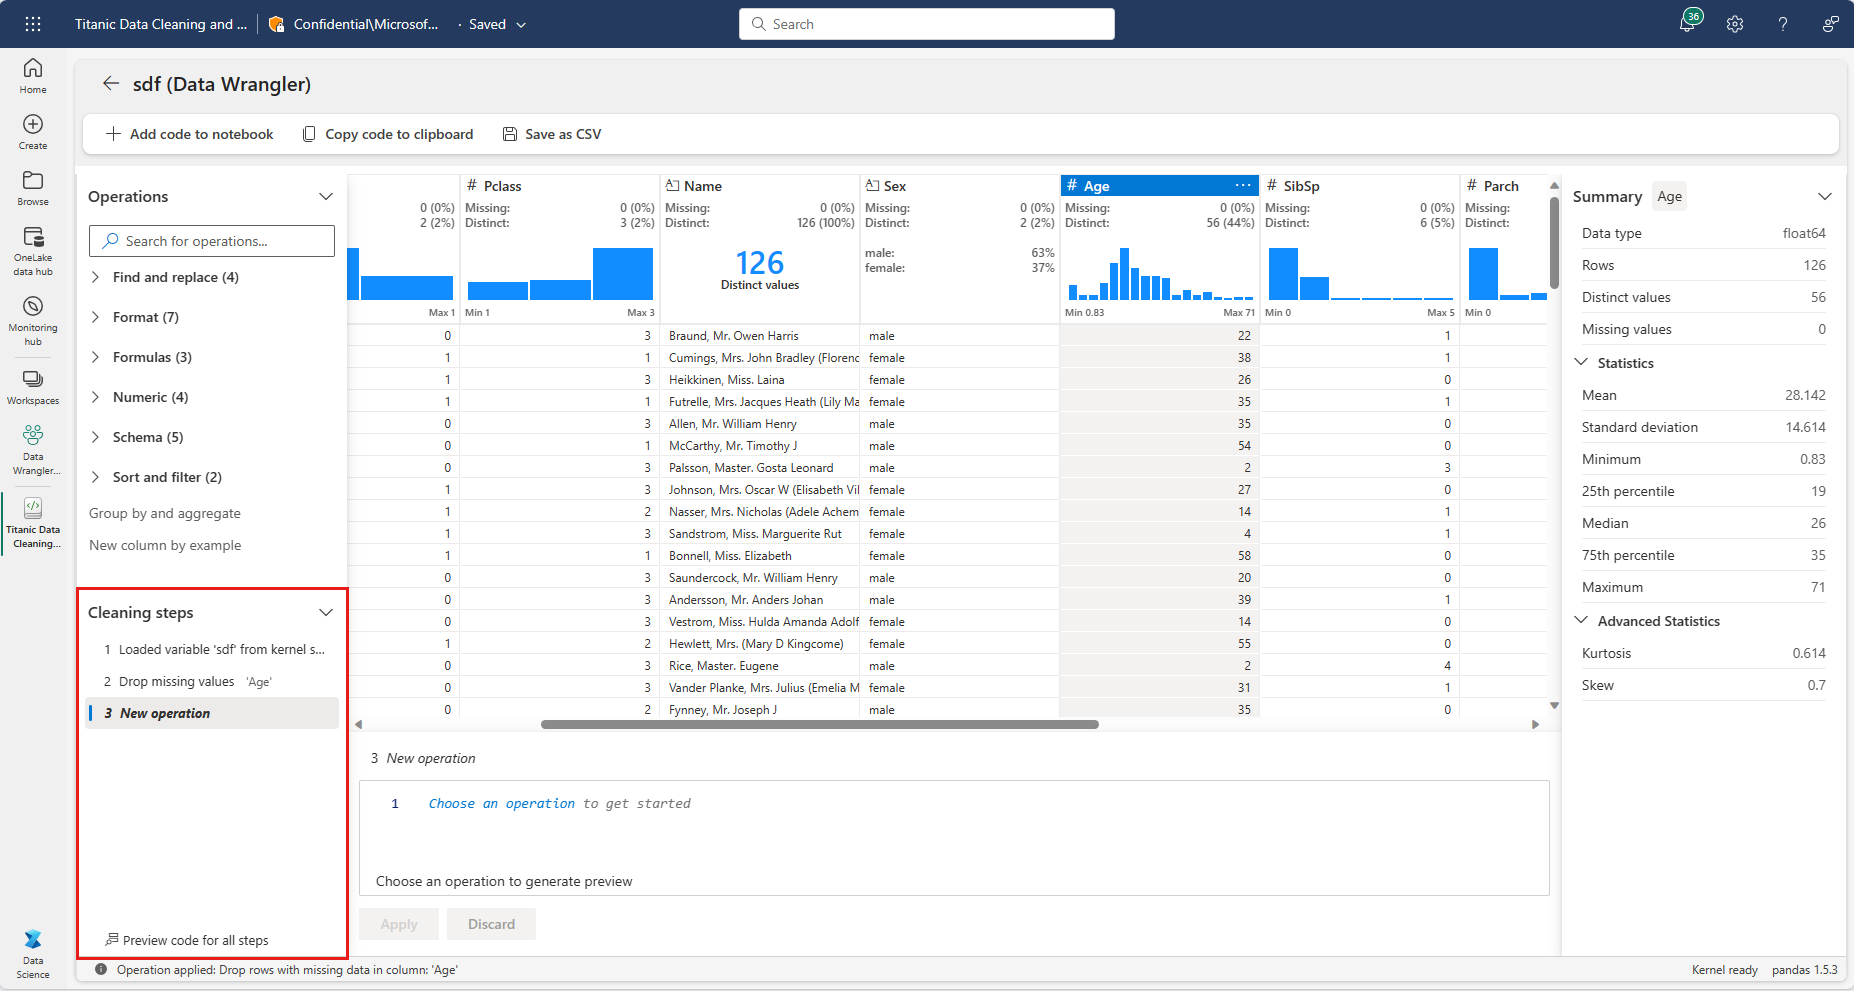 Titanic Data Cleaning and ...
Confidential\Microsof...
· Saved
Search
36
?
Home
Create
Browse
OneLake
data hub
Monitoring
hub
Workspaces
Data
Wrangler...
Titanic Data
Cleaning...
Data
Science
sdf (Data Wrangler)
Add code to notebook
Copy code to clipboard
Save as CSV
Operations
Search for operations...
Find and replace (4)
Format (7)
Formulas (3)
Numeric (4)
Schema (5)
Sort and filter (2)
Group by and aggregate
New column by example
Cleaning steps
1 Loaded variable 'sdf' from kernel s...
2 Drop missing values 'Age'
3 New operation
Preview code for all steps
# Pclass Name Sex # Age ... # SibSp # Parch
0 (0%) Missing: 0 (0%) Missing: 0 (0%) Missing: 0 (0%) Missing: 0 (0%) Missing: 0 (0%) Missing:
2 (2%) Distinct: 3 (2%) Distinct: 126 (100%) Distinct: 2 (2%) Distinct: 56 (44%) Distinct: 6 (5%) Distinct:
126
Distinct values
male: 63%
female: 37%
Max 1 Min 1 Max 3 Min 0.83 Max 71 Min 0 Max 5 Min 0
0 3 Braund, Mr. Owen Harris male 22 1
1 1 Cumings, Mrs. John Bradley (Florenc female 38 1
1 3 Heikkinen, Miss. Laina female 26 0
1 1 Futrelle, Mrs. Jacques Heath (Lily Ma female 35 1
0 3 Allen, Mr. William Henry male 35 0
0 1 McCarthy, Mr. Timothy J male 54 0
0 3 Palsson, Master. Gosta Leonard male 2 3
1 3 Johnson, Mrs. Oscar W (Elisabeth Vil female 27 0
1 2 Nasser, Mrs. Nicholas (Adele Achem female 14 1
1 3 Sandstrom, Miss. Marguerite Rut female 4 1
1 1 Bonnell, Miss. Elizabeth female 58 0
0 3 Saundercock, Mr. William Henry male 20 0
0 3 Andersson, Mr. Anders Johan male 39 1
0 3 Vestrom, Miss. Hulda Amanda Adolf female 14 0
1 2 Hewlett, Mrs. (Mary D Kingcome) female 55 0
0 3 Rice, Master. Eugene male 2 4
0 3 Vander Planke, Mrs. Julius (Emelia M female 31 1
0 2 Fynney, Mr. Joseph J male 35 0
3 New operation
1 Choose an operation to get started
Choose an operation to generate preview
Apply
Discard
Summary Age
Data type float64
Rows 126
Distinct values 56
Missing values 0
Statistics
Mean 28.142
Standard deviation 14.614
Minimum 0.83
25th percentile 19
Median 26
75th percentile 35
Maximum 71
Advanced Statistics
Kurtosis 0.614
Skew 0.7
Operation applied: Drop rows with missing data in column: 'Age'
Kernel ready pandas 1.5.3